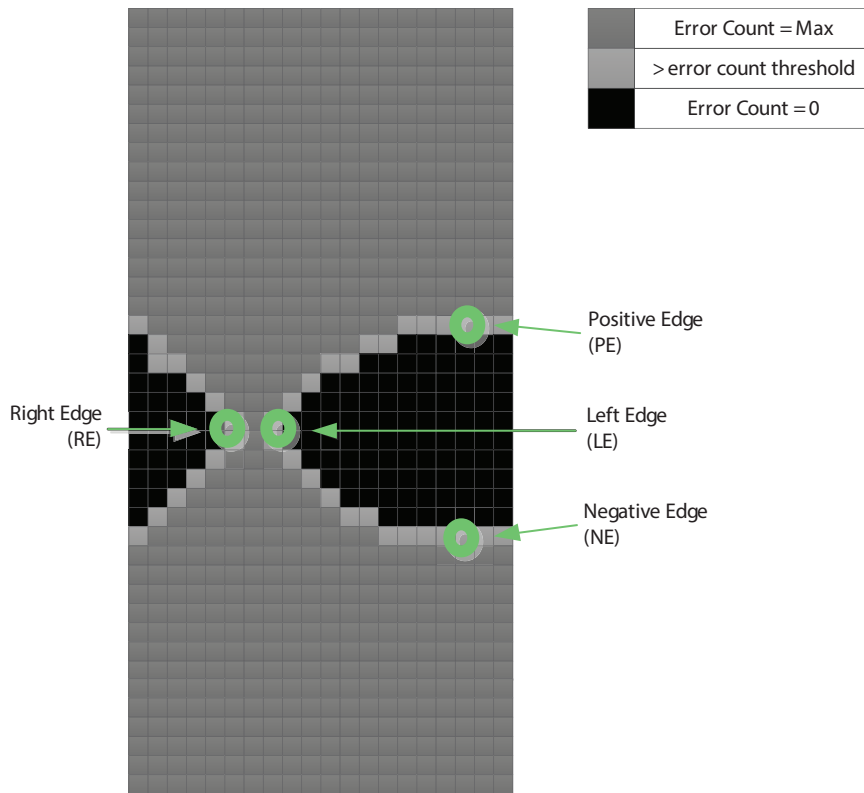 Error Count = Max
> error count threshold
Error Count = 0
Positive Edge
(PE)
Right Edge
(RE)
Left Edge
(LE)
Negative Edge
(NE)